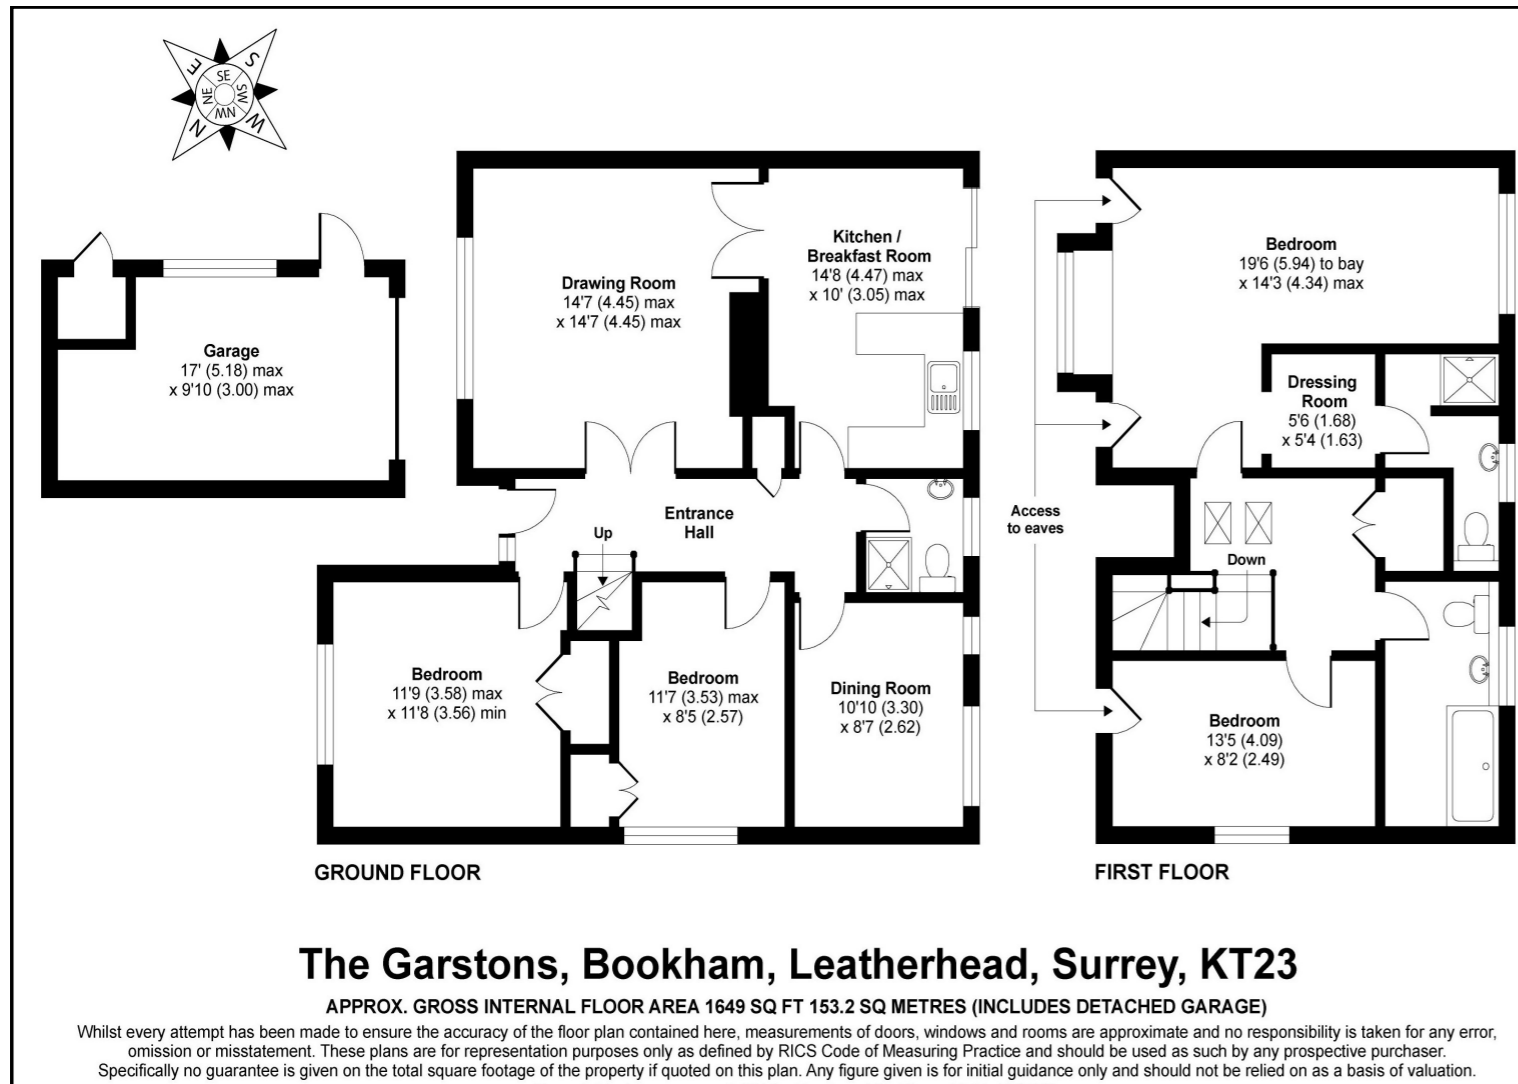 S
E
SE
NE
SW
NW
N
W
Kitchen /
Breakfast Room
14'8 (4.47) max
x 10' (3.05) max
Bedroom
19'6 (5.94) to bay
x 14'3 (4.34) max
Drawing Room
14'7 (4.45) max
x 14'7 (4.45) max
Garage
17' (5.18) max
x 9'10 (3.00) max
Dressing
Room
5'6 (1.68)
x 5'4 (1.63)
Access
to eaves
Entrance
Hall
Up
Down
Bedroom
11'9 (3.58) max
x 11'8 (3.56) min
Bedroom
11'7 (3.53) max
x 8'5 (2.57)
Dining Room
10'10 (3.30)
x 8'7 (2.62)
Bedroom
13'5 (4.09)
x 8'2 (2.49)
GROUND FLOOR
FIRST FLOOR
The Garstons, Bookham, Leatherhead, Surrey, KT23
APPROX. GROSS INTERNAL FLOOR AREA 1649 SQ FT 153.2 SQ METRES (INCLUDES DETACHED GARAGE)
Whilst every attempt has been made to ensure the accuracy of the floor plan contained here, measurements of doors, windows and rooms are approximate and no responsibility is taken for any error,
omission or misstatement. These plans are for representation purposes only as defined by RICS Code of Measuring Practice and should be used as such by any prospective purchaser.
Specifically no guarantee is given on the total square footage of the property if quoted on this plan. Any figure given is for initial guidance only and should not be relied on as a basis of valuation.